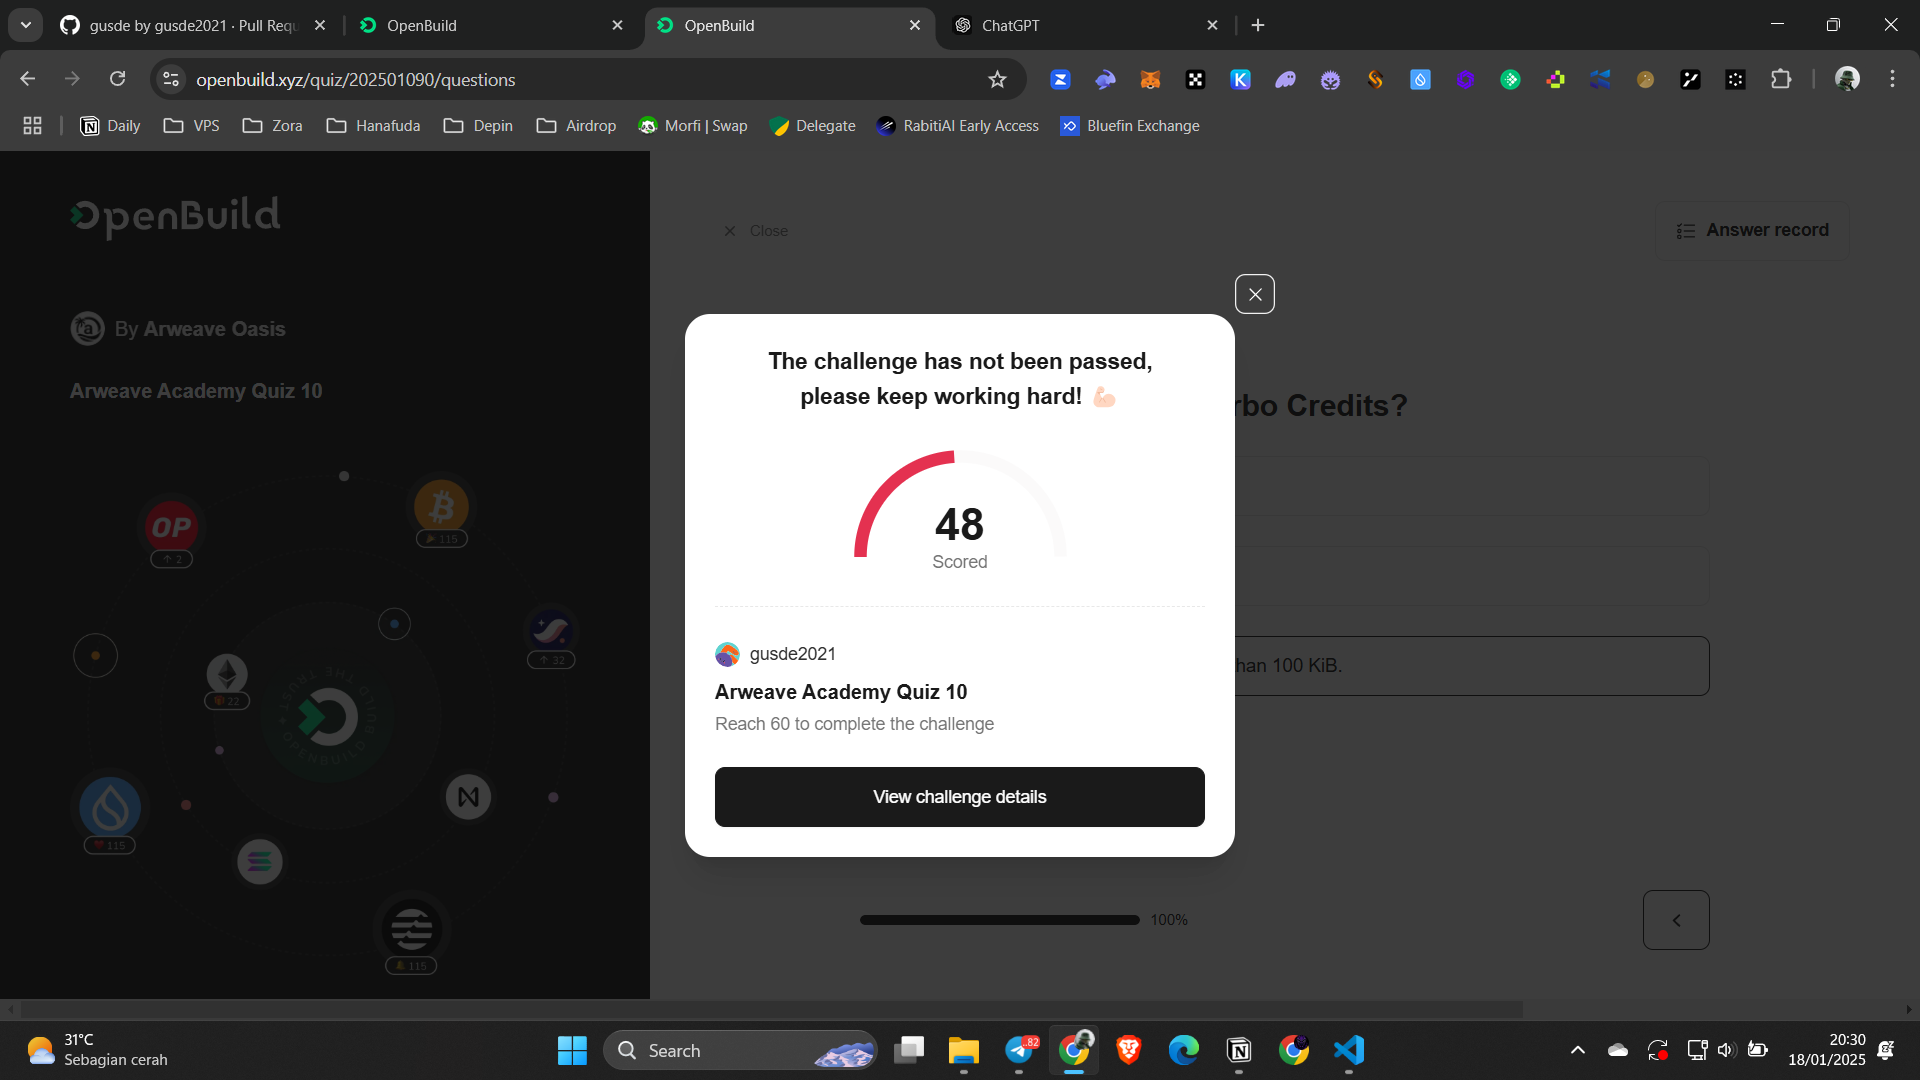 gusde by gusde2021 · Pull Requ
OpenBuild
OpenBuild
ChatGPT
openbuild.xyz/quiz/202501090/questions
Daily
VPS
Zora
Hanafuda
Depin
Airdrop
Morfi | Swap
Delegate
RabitiAI Early Access
Bluefin Exchange
OpenBuild
Close
Answer record
By Arweave Oasis
Arweave Academy Quiz 10
The challenge has not been passed,
please keep working hard! 💪🏻
rbo Credits?
48
Scored
OP
2
115
32
22
THE TRUST
OPENBUILD
115
115
gusde2021
Arweave Academy Quiz 10
Reach 60 to complete the challenge
han 100 KiB.
View challenge details
100%
31°C
Sebagian cerah
Search
..82
20:30
18/01/2025